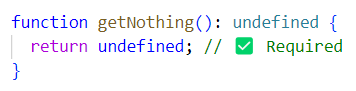 function getNothing(): undefined {
  return undefined; // ✅ Required
}